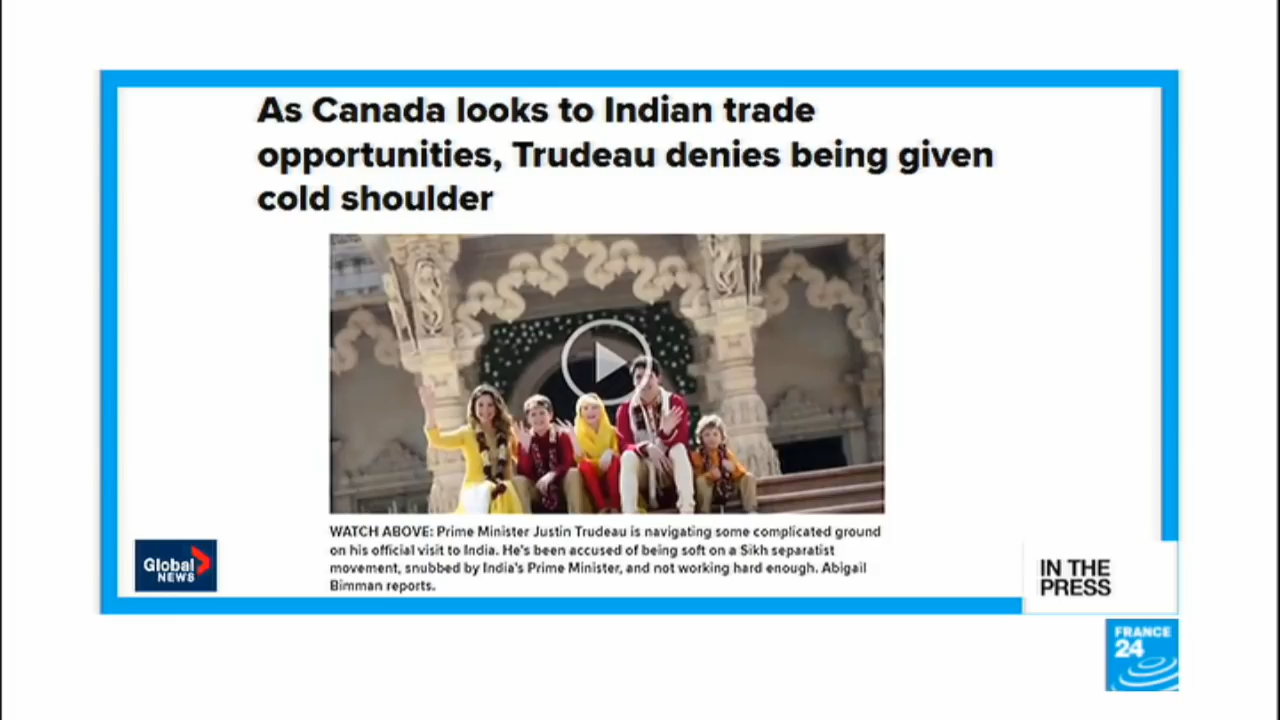 As Canada looks to Indian trade
opportunities, Trudeau denies being given
cold shoulder
WATCH ABOVE: Prime Minister Justin Trudeau is navigating some complicated ground
on his official visit to India. He's been accused of being soft on a Sikh separatist
movement, snubbed by India's Prime Minister, and not working hard enough. Abigail
Bimman reports.
Global
NEWS
IN THE
PRESS
FRANCE
24